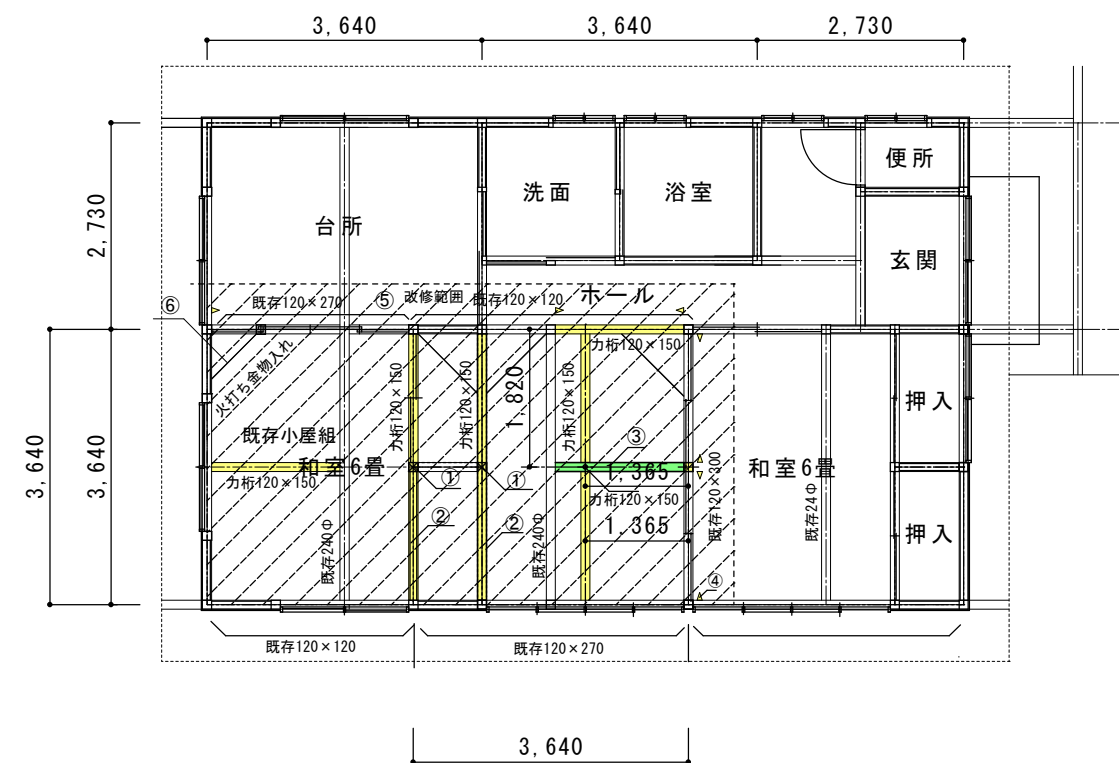 3,640
3,640
2,730
2,730
3,640
3,640
台所
洗面
浴室
便所
玄関
⑥
既存120×270
⑤
改修範囲
既存120×120
ホール
火打ち金物入れ
力桁120×150
力桁120×150
1,820
力桁120×150
力桁120×150
既存小屋組
和室6畳
力桁120×150
①
①
③
1,365
力桁120×150
1,365
既存120×300
和室6畳
押入
押入
②
②
既存240Φ
既存240Φ
既存24Φ
④
既存120×120
既存120×270
3,640